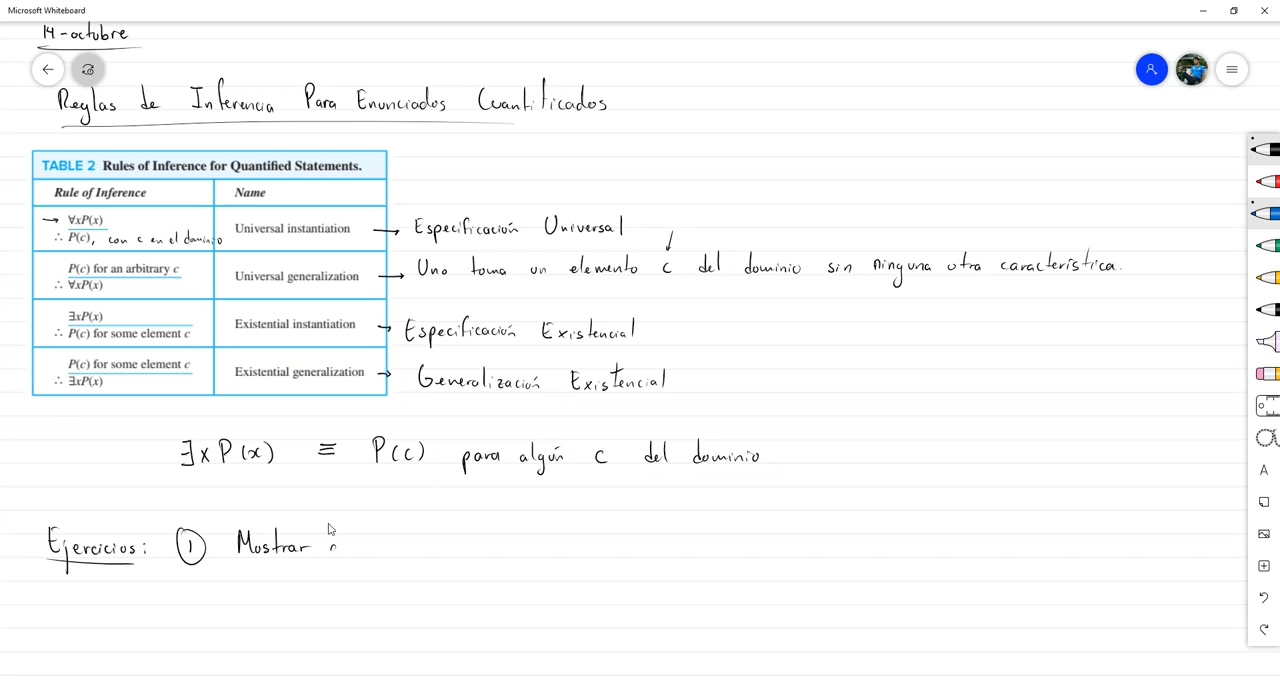 Microsoft Whiteboard
14-octubre
Reglas de Inferencia Para Enunciados Cuantificados
TABLE 2 Rules of Inference for Quantified Statements.
Rule of Inference Name
→ ∀xP(x)
∴ P(c), con c en el dominio
Universal instantiation → Especificación Universal
P(c) for an arbitrary c
∴ ∀xP(x)
Universal generalization → Uno toma un elemento c del dominio sin ninguna otra característica.
∃xP(x)
∴ P(c) for some element c
Existential instantiation → Especificación Existencial
P(c) for some element c
∴ ∃xP(x)
Existential generalization → Generalización Existencial
∃x P(x) ≡ P(c) para algún c del dominio
Ejercicios: ① Mostrar